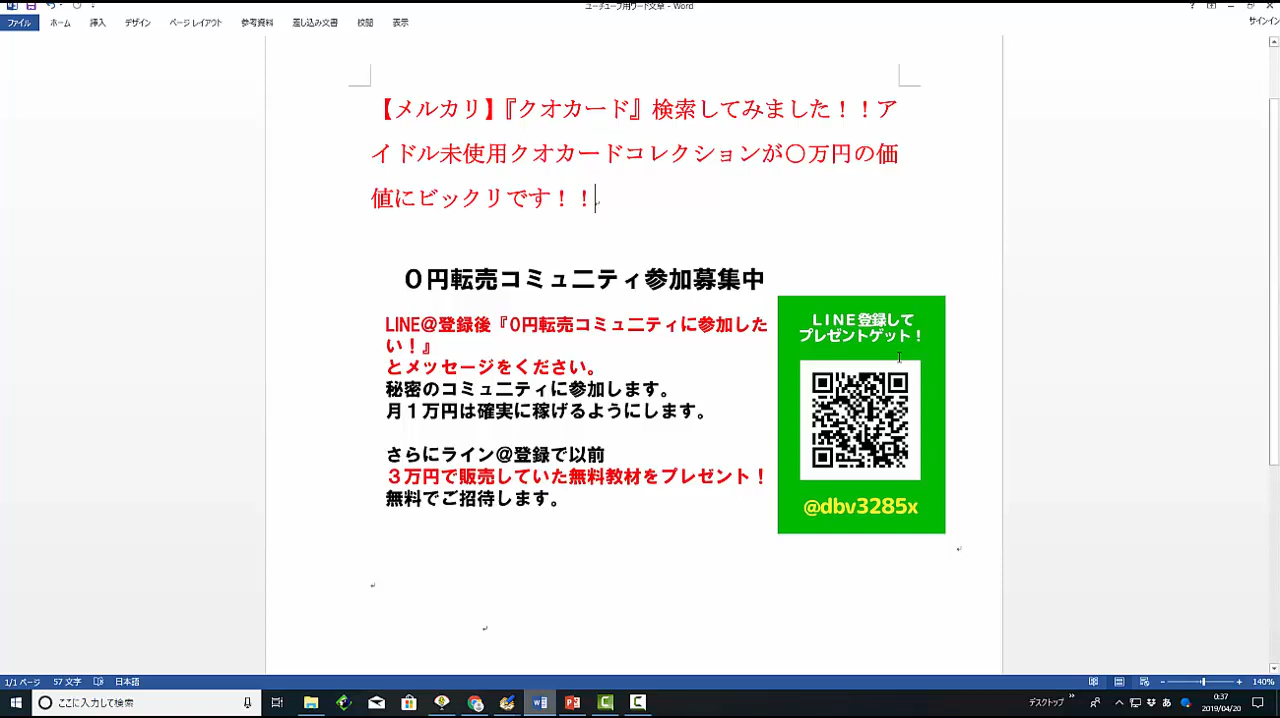 ユーチューブ用ワード文章 - Word
サインイン
ファイル ホーム 挿入 デザイン ページ レイアウト 参考資料 差し込み文書 校閲 表示
【メルカリ】『クオカード』検索してみました！！ア
イドル未使用クオカードコレクションが〇万円の価
値にビックリです！！
０円転売コミュニティ参加募集中
LINE@登録後『0円転売コミュニティに参加した
い！』
とメッセージをください。
秘密のコミュニティに参加します。
月１万円は確実に稼げるようにします。
さらにライン@登録で以前
３万円で販売していた無料教材をプレゼント！
無料でご招待します。
ＬＩＮＥ登録して
プレゼントゲット！
@dbv3285x
1/1 ページ 57 文字 日本語
140%
ここに入力して検索
デスクトップ
あ
0:37
2019/04/20